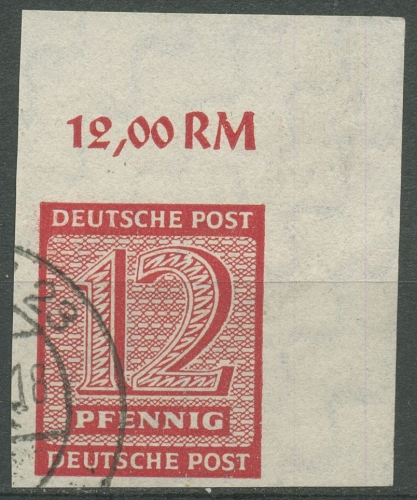 12,00 RM
DEUTSCHE POST
12
PFENNIG
DEUTSCHE POST